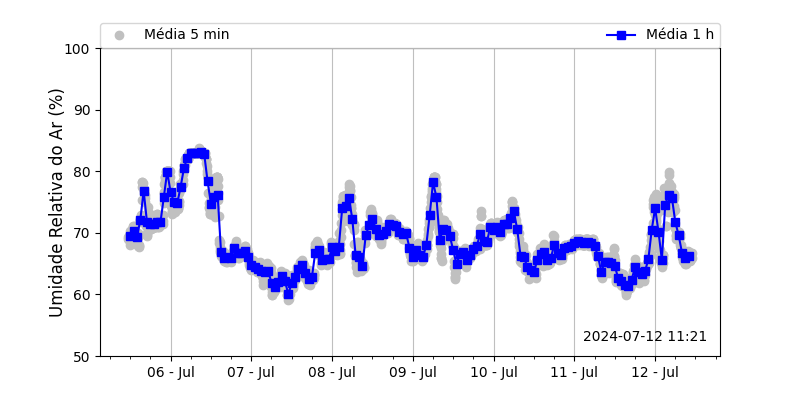 Média 5 min
Média 1 h
Umidade Relativa do Ar (%)
100
90
80
70
60
50
2024-07-12 11:21
06 - Jul
07 - Jul
08 - Jul
09 - Jul
10 - Jul
11 - Jul
12 - Jul